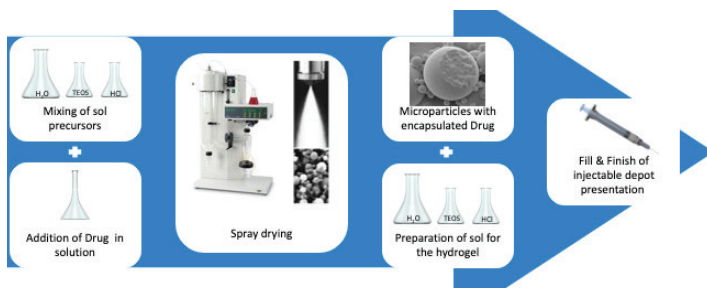 H₂O TEOS HCl
Mixing of sol
precursors
Addition of Drug in
solution
Spray drying
Microparticles with
encapsulated Drug
H₂O TEOS HCl
Preparation of sol for
the hydrogel
Fill & Finish of
injectable depot
presentation